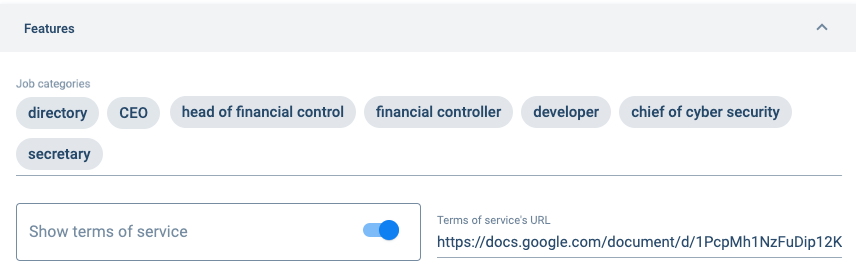 Features
Job categories
directory CEO head of financial control financial controller developer chief of cyber security
secretary
Show terms of service
Terms of service's URL
https://docs.google.com/document/d/1PcpMh1NzFuDip12K